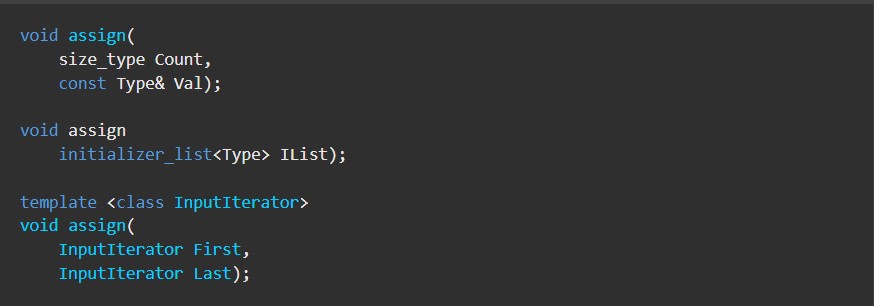 void assign(
    size_type Count,
    const Type& Val);

void assign
    initializer_list<Type> IList);

template <class InputIterator>
void assign(
    InputIterator First,
    InputIterator Last);